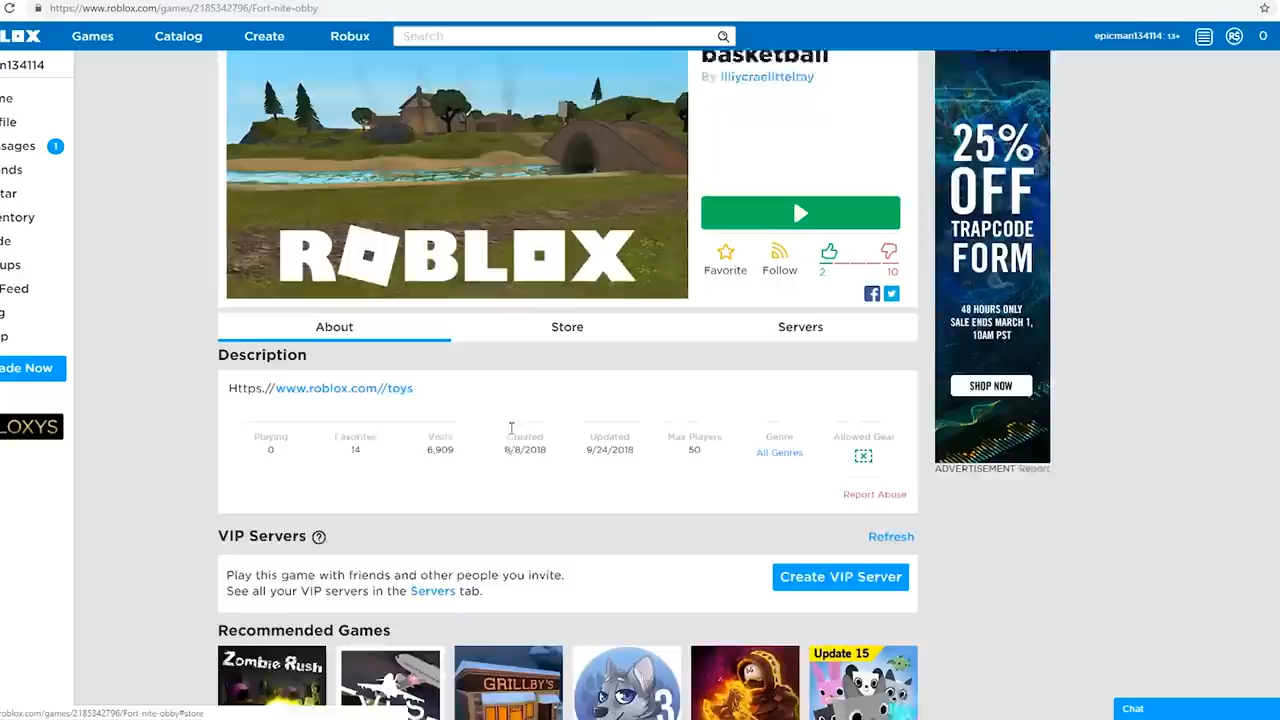 https://www.roblox.com/games/2185342796/Fort-nite-obby
LOX
Games
Catalog
Create
Robux
Search
epicman134114: 13+
0
n134114
me
file
ssages
1
nds
tar
entory
de
ups
Feed
g
p
ade Now
LOXYS
basketball
By
ROBLOX
Favorite
Follow
2
10
About
Store
Servers
Description
Https://www.roblox.com//toys
Playing
Favorites
Visits
Created
Updated
Max Players
Genre
Allowed Gear
0
14
6,909
8/8/2018
9/24/2018
50
All Genres
Report Abuse
VIP Servers
Refresh
Play this game with friends and other people you invite.
See all your VIP servers in the Servers tab.
Create VIP Server
Recommended Games
Zombie Rush
GRILLBY'S
3
Update 15
25%
OFF
TRAPCODE
FORM
48 HOURS ONLY
SALE ENDS MARCH 1,
10AM PST
SHOP NOW
ADVERTISEMENT Report
Chat
roblox.com/games/2185342796/Fort-nite-obby#store